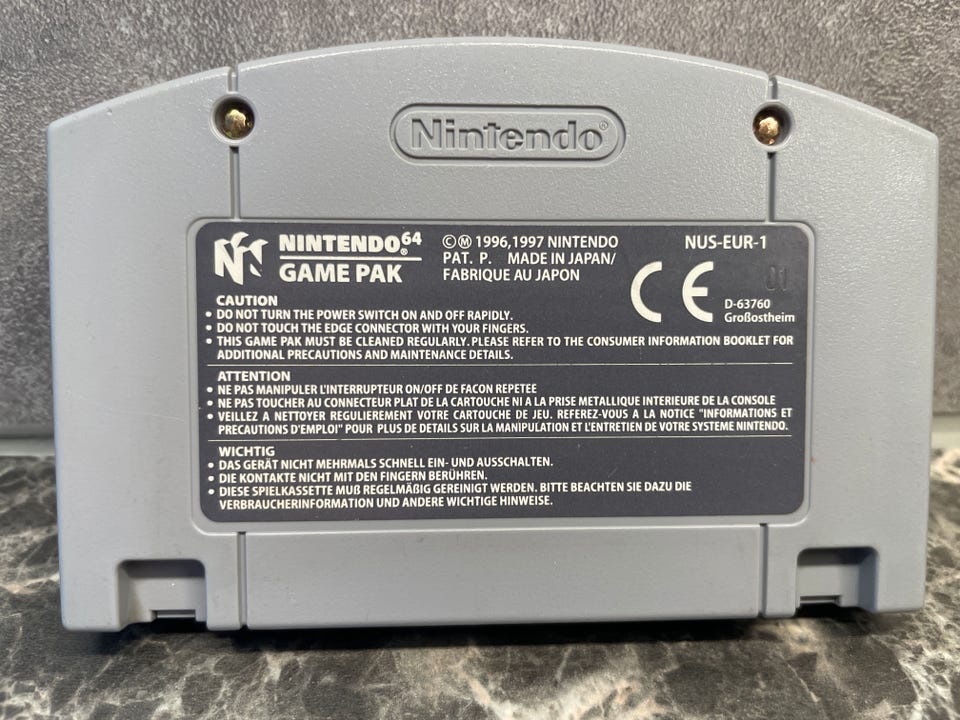 Nintendo®
NINTENDO64®
GAME PAK
©Ⓜ 1996,1997 NINTENDO
PAT. P. MADE IN JAPAN/
FABRIQUE AU JAPON
NUS-EUR-1
01
CE
D-63760
Großostheim
CAUTION
• DO NOT TURN THE POWER SWITCH ON AND OFF RAPIDLY.
• DO NOT TOUCH THE EDGE CONNECTOR WITH YOUR FINGERS.
• THIS GAME PAK MUST BE CLEANED REGULARLY. PLEASE REFER TO THE CONSUMER INFORMATION BOOKLET FOR
ADDITIONAL PRECAUTIONS AND MAINTENANCE DETAILS.
ATTENTION
• NE PAS MANIPULER L'INTERRUPTEUR ON/OFF DE FACON REPETEE
• NE PAS TOUCHER AU CONNECTEUR PLAT DE LA CARTOUCHE NI A LA PRISE METALLIQUE INTERIEURE DE LA CONSOLE
• VEILLEZ A NETTOYER REGULIEREMENT VOTRE CARTOUCHE DE JEU. REFEREZ-VOUS A LA NOTICE "INFORMATIONS ET
PRECAUTIONS D'EMPLOI" POUR PLUS DE DETAILS SUR LA MANIPULATION ET L'ENTRETIEN DE VOTRE SYSTEME NINTENDO.
WICHTIG
• DAS GERÄT NICHT MEHRMALS SCHNELL EIN- UND AUSSCHALTEN.
• DIE KONTAKTE NICHT MIT DEN FINGERN BERÜHREN.
• DIESE SPIELKASSETTE MUß REGELMÄßIG GEREINIGT WERDEN. BITTE BEACHTEN SIE DAZU DIE
VERBRAUCHERINFORMATION UND ANDERE WICHTIGE HINWEISE.